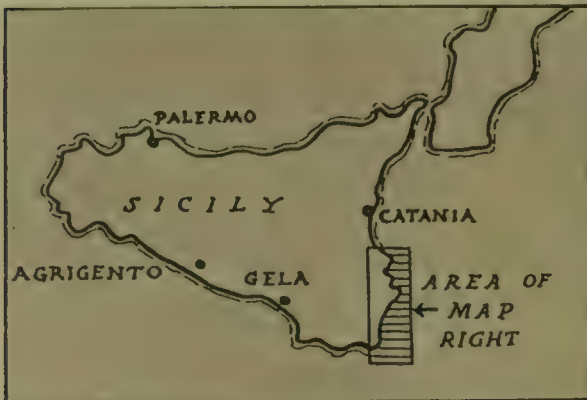 PALERMO
SICILY
CATANIA
AGRIGENTO
GELA
AREA OF
MAP
RIGHT